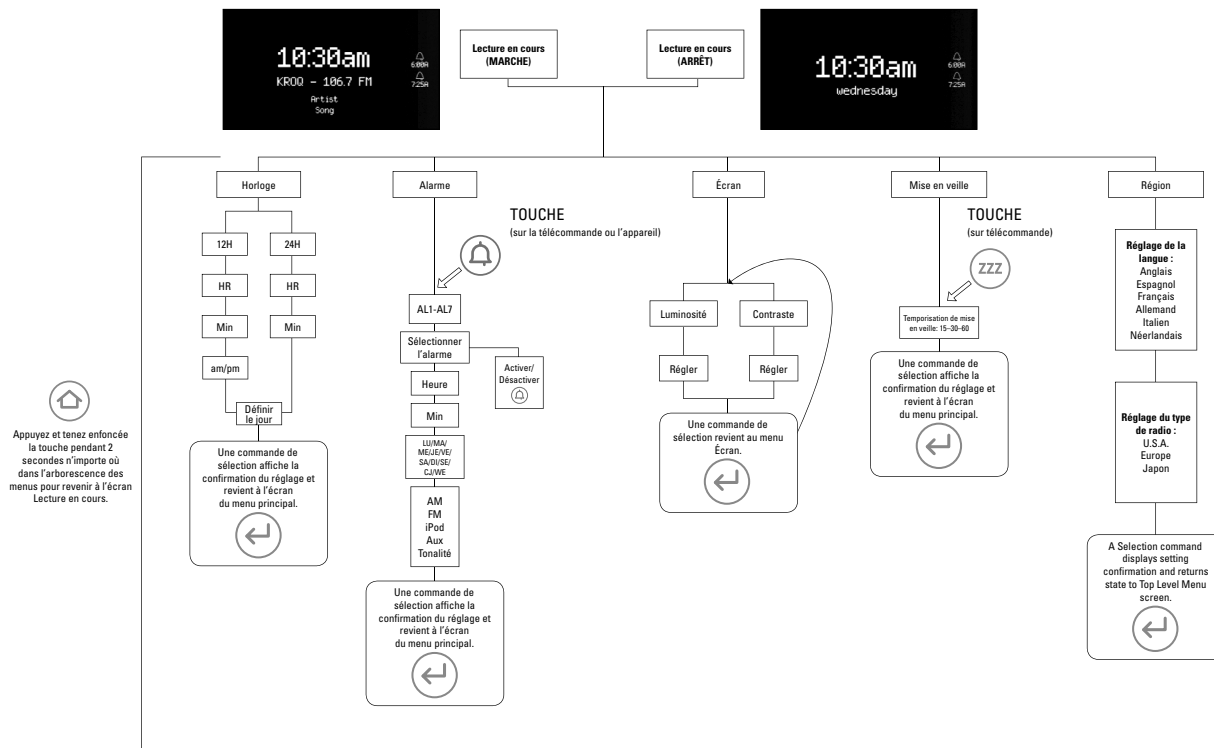 10:30am
KROQ – 106.7 FM
Artist
Song
6:00A
7:25A
Lecture en cours
(MARCHE)
Lecture en cours
(ARRÊT)
10:30am
wednesday
6:00A
7:25A
Horloge
12H
24H
HR
HR
Min
Min
am/pm
Définir
le jour
Une commande de
sélection affiche la
confirmation du réglage et
revient à l'écran
du menu principal.
Alarme
TOUCHE
(sur la télécommande ou l'appareil)
AL1-AL7
Sélectionner
l'alarme
Activer/
Désactiver
Heure
Min
LU/MA/
ME/JE/VE/
SA/DI/SE/
CJ/WE
AM
FM
iPod
Aux
Tonalité
Une commande de
sélection affiche la
confirmation du réglage et
revient à l'écran
du menu principal.
Écran
Luminosité
Contraste
Régler
Régler
Une commande de
sélection revient au menu
Écran.
Mise en veille
TOUCHE
(sur télécommande)
ZZZ
Temporisation de mise
en veille: 15–30-60
Une commande de
sélection affiche la
confirmation du réglage et
revient à l'écran
du menu principal.
Région
Réglage de la
langue :
Anglais
Espagnol
Français
Allemand
Italien
Néerlandais
Réglage du type
de radio :
U.S.A.
Europe
Japon
A Selection command
displays setting
confirmation and returns
state to Top Level Menu
screen.
Appuyez et tenez enfoncée
la touche pendant 2
secondes n'importe où
dans l'arborescence des
menus pour revenir à l'écran
Lecture en cours.